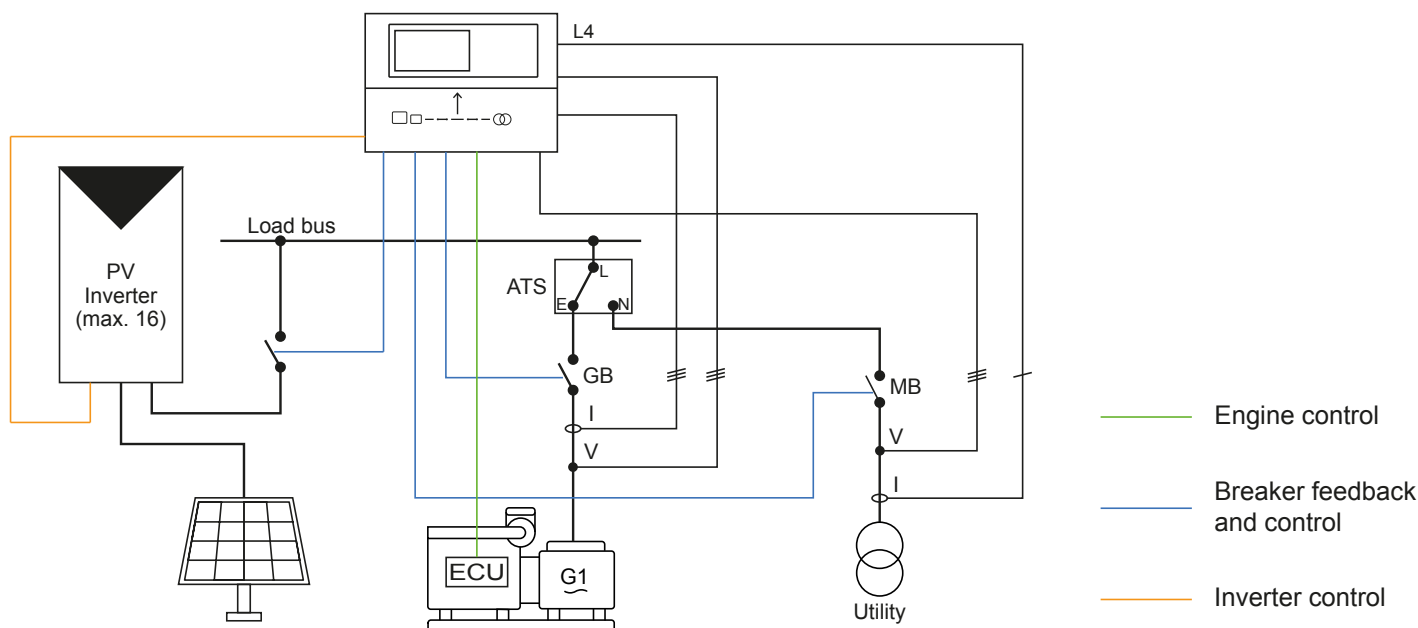 L4
Load bus
PV
Inverter
(max. 16)
ATS
L
E
N
GB
MB
I
V
V
I
ECU
G1
Utility
Engine control
Breaker feedback
and control
Inverter control